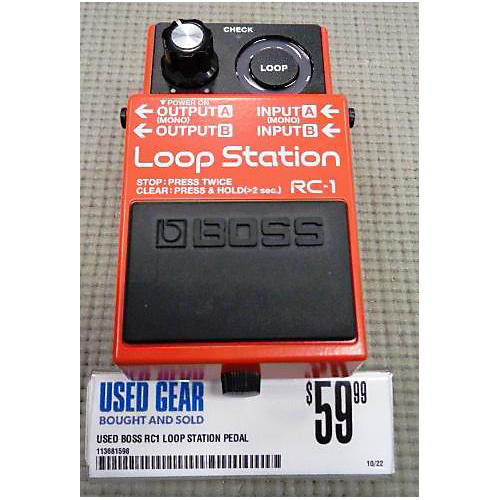 CHECK
LOOP
▼POWER ON
←OUTPUT A INPUT A←
(MONO) (MONO)
←OUTPUT B INPUT B←
Loop Station
STOP: PRESS TWICE
CLEAR: PRESS & HOLD(>2 sec.) RC-1
BOSS
USED GEAR
BOUGHT AND SOLD
$59.99
USED BOSS RC1 LOOP STATION PEDAL
113681598
10/22